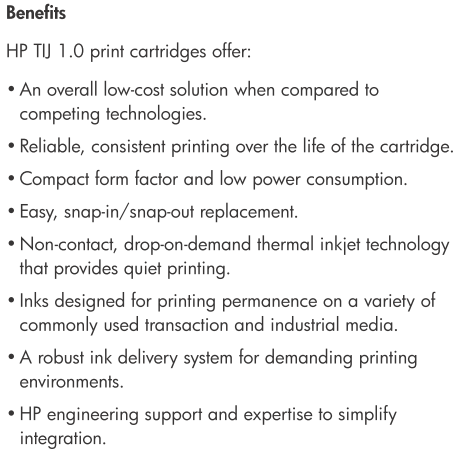 Benefits
HP TIJ 1.0 print cartridges offer:
• An overall low-cost solution when compared to
competing technologies.
• Reliable, consistent printing over the life of the cartridge.
• Compact form factor and low power consumption.
• Easy, snap-in/snap-out replacement.
• Non-contact, drop-on-demand thermal inkjet technology
that provides quiet printing.
• Inks designed for printing permanence on a variety of
commonly used transaction and industrial media.
• A robust ink delivery system for demanding printing
environments.
• HP engineering support and expertise to simplify
integration.